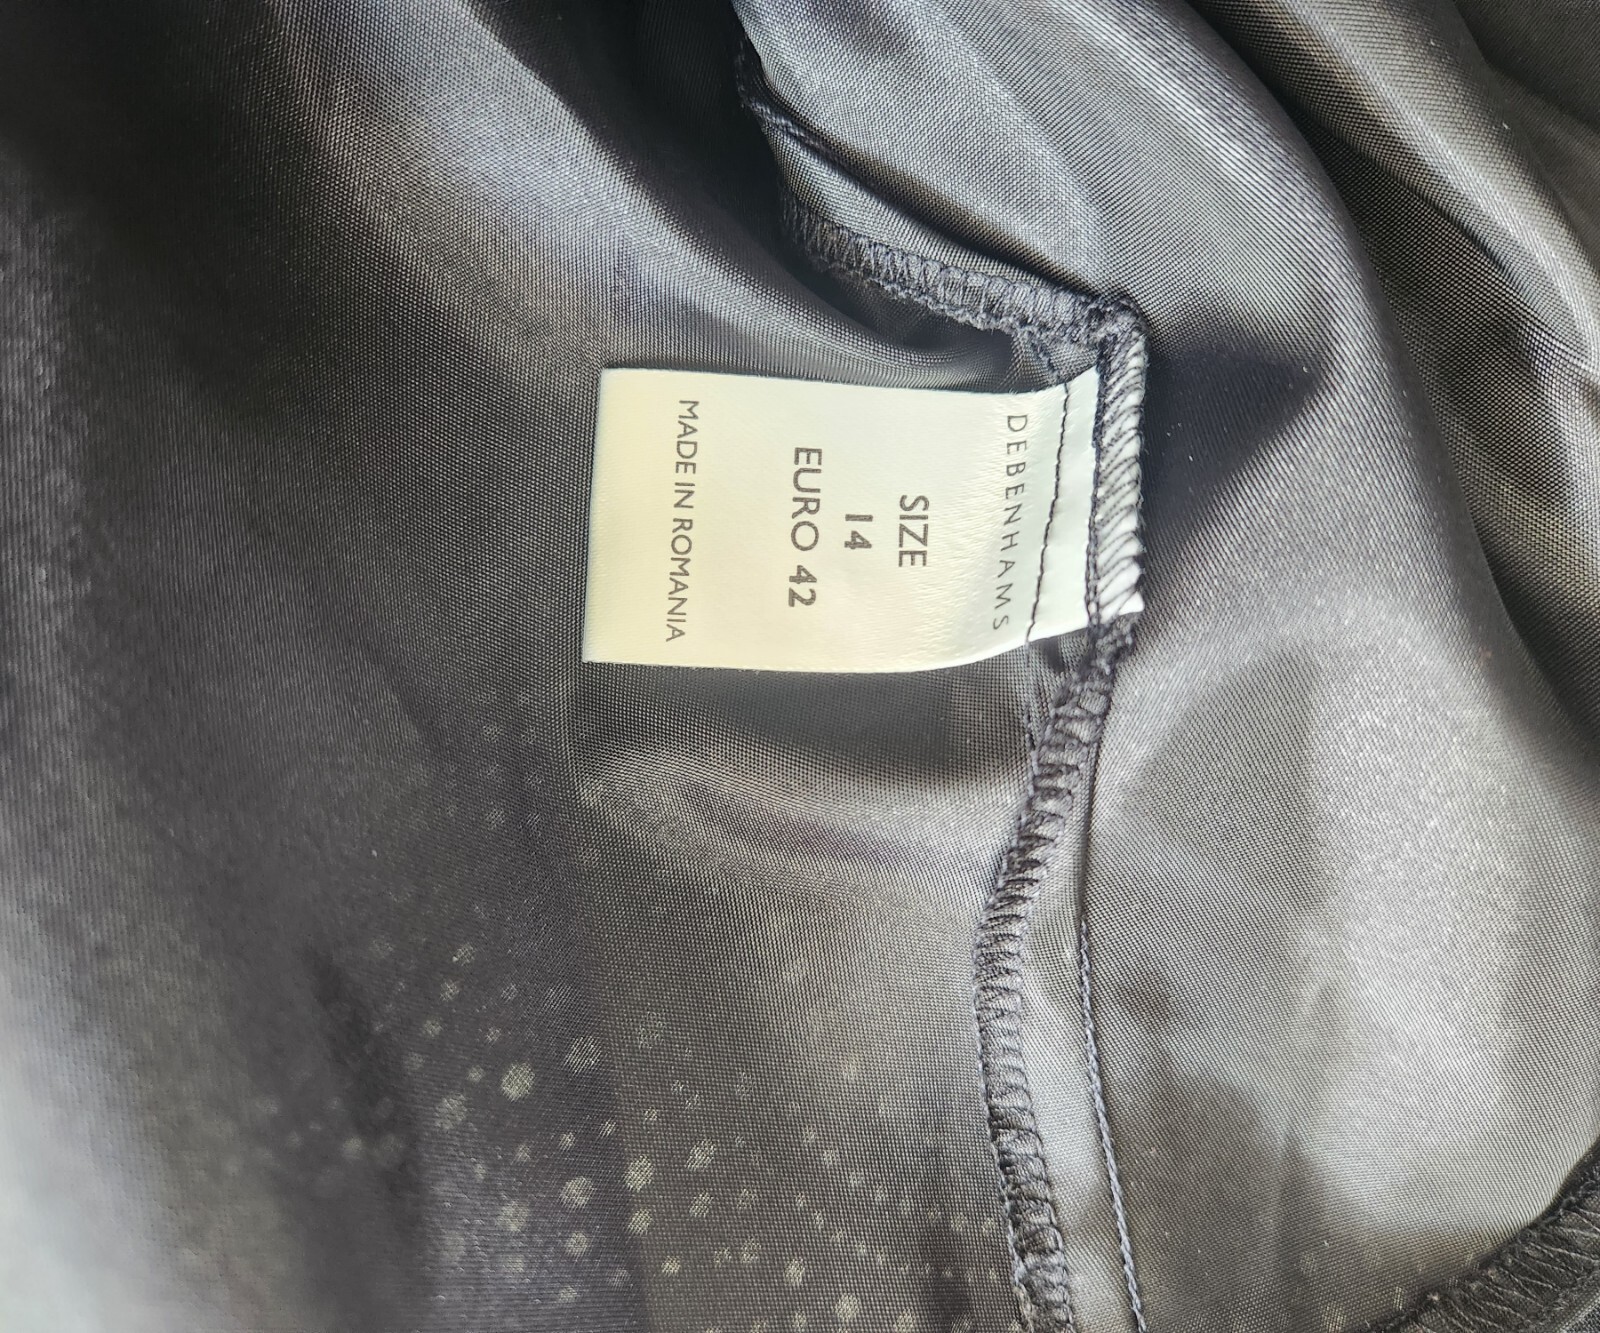 DEBENHAMS
SIZE
14
EURO 42
MADE IN ROMANIA